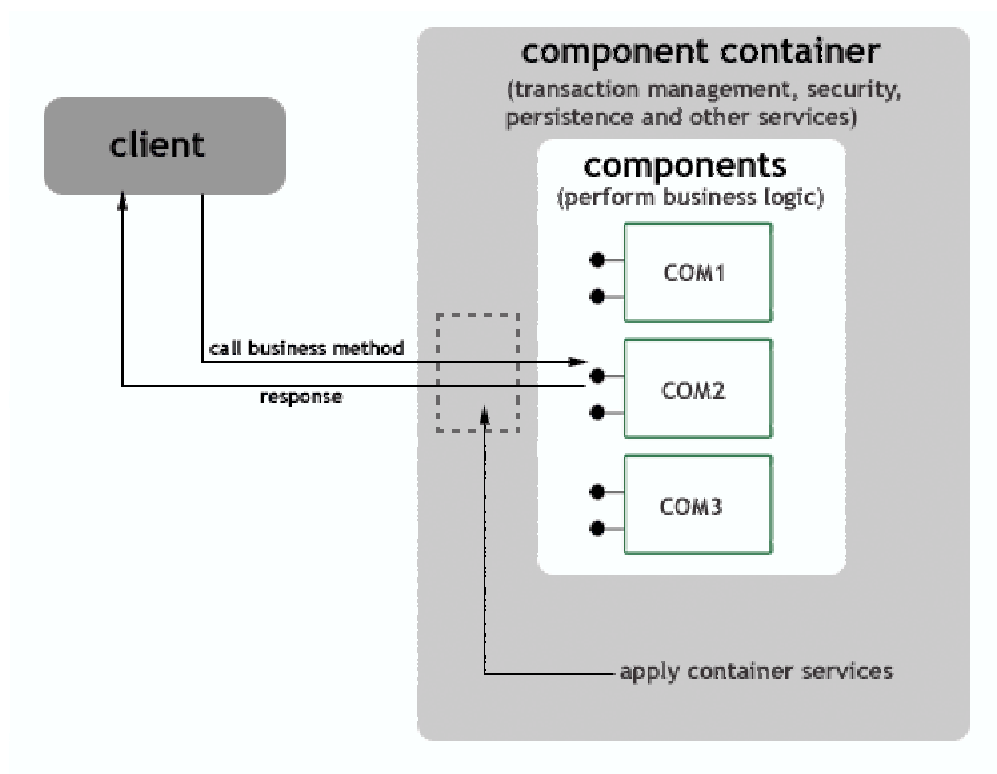 component container
(transaction management, security,
persistence and other services)
client
components
(perform business logic)
COM1
call business method
response
COM2
COM3
apply container services